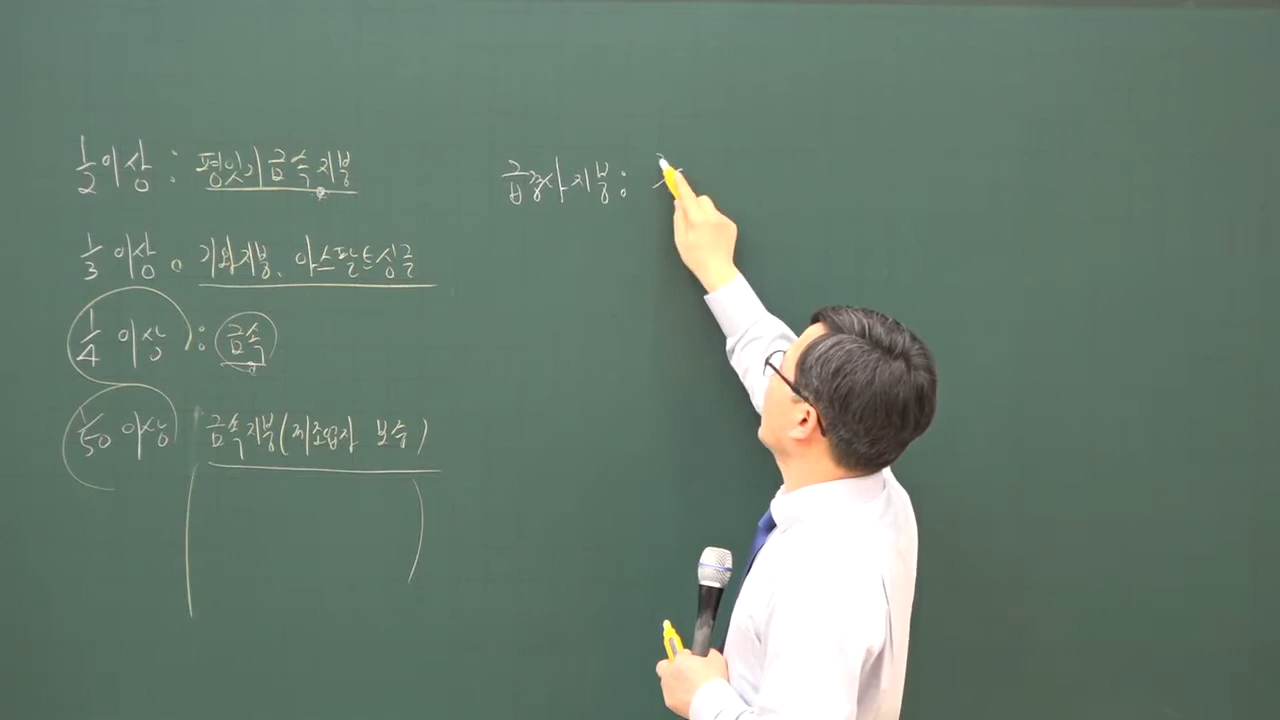 1/2 이상 : 평잇기금속지붕
1/3 이상 : 기와지붕, 아스팔트싱글
1/4 이상 : 금속
1/50 이상 금속지붕(제조업자 보증)
급경사지붕: